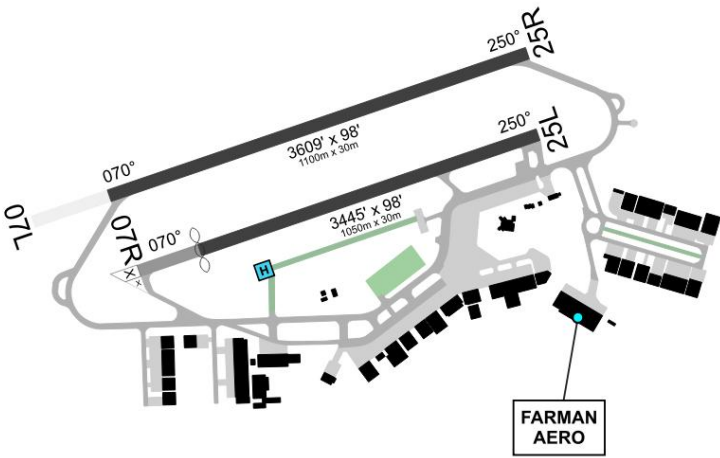 25R
250°
3609' x 98'
1100m x 30m
070°
07L
25L
250°
3445' x 98'
1050m x 30m
07R
070°
X
x
H
FARMAN
AERO